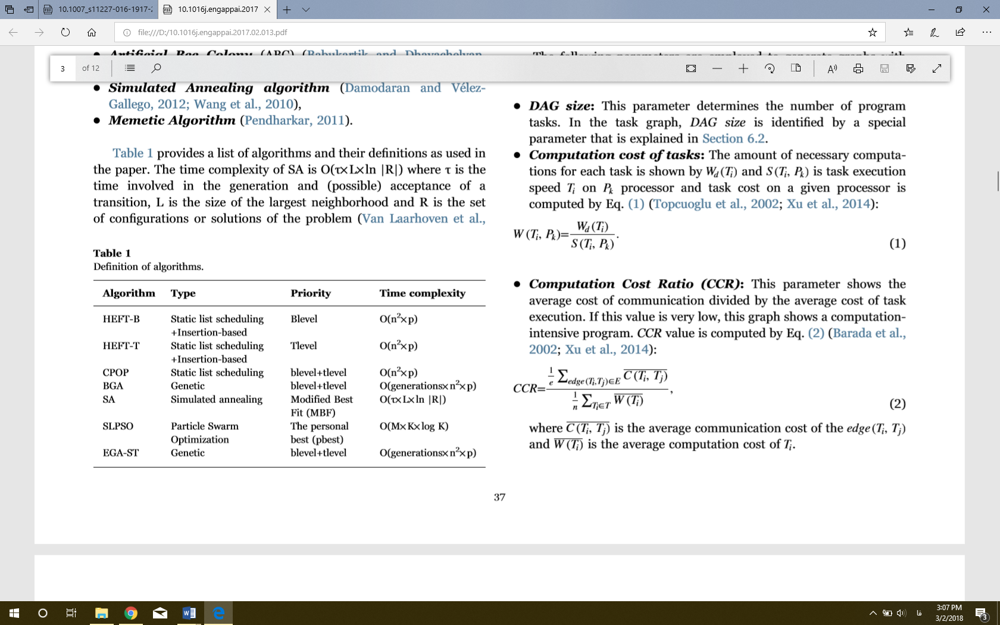 10.1007_s11227-016-1917-2
10.1016j.engappai.2017
file:///D:/10.1016j.engappai.2017.02.013.pdf
3 of 12
• Simulated Annealing algorithm (Damodaran and Vélez-
Gallego, 2012; Wang et al., 2010),
• Memetic Algorithm (Pendharkar, 2011).
Table 1 provides a list of algorithms and their definitions as used in
the paper. The time complexity of SA is O(τ×L×ln |R|) where τ is the
time involved in the generation and (possible) acceptance of a
transition, L is the size of the largest neighborhood and R is the set
of configurations or solutions of the problem (Van Laarhoven et al.,
Table 1
Definition of algorithms.
Algorithm Type Priority Time complexity
HEFT-B Static list scheduling Blevel O(n²×p)
+Insertion-based
HEFT-T Static list scheduling Tlevel O(n²×p)
+Insertion-based
CPOP Static list scheduling blevel+tlevel O(n²×p)
BGA Genetic blevel+tlevel O(generations×n²×p)
SA Simulated annealing Modified Best O(τ×L×ln |R|)
Fit (MBF)
SLPSO Particle Swarm The personal O(M×K×log K)
Optimization best (pbest)
EGA-ST Genetic blevel+tlevel O(generations×n²×p)
• DAG size: This parameter determines the number of program
tasks. In the task graph, DAG size is identified by a special
parameter that is explained in Section 6.2.
• Computation cost of tasks: The amount of necessary computa-
tions for each task is shown by W_d(T_i) and S(T_i, P_k) is task execution
speed T_i on P_k processor and task cost on a given processor is
computed by Eq. (1) (Topcuoglu et al., 2002; Xu et al., 2014):
W(T_i, P_k)= W_d(T_i) / S(T_i, P_k) . (1)
• Computation Cost Ratio (CCR): This parameter shows the
average cost of communication divided by the average cost of task
execution. If this value is very low, this graph shows a computation-
intensive program. CCR value is computed by Eq. (2) (Barada et al.,
2002; Xu et al., 2014):
CCR= (1/e ∑_{edge(T_i,T_j)∈E} \overline{C(T_i, T_j)}) / (1/n ∑_{T_i∈T} \overline{W(T_i)}) , (2)
where \overline{C(T_i, T_j)} is the average communication cost of the edge(T_i, T_j)
and \overline{W(T_i)} is the average computation cost of T_i.
37
3:07 PM
3/2/2018
3